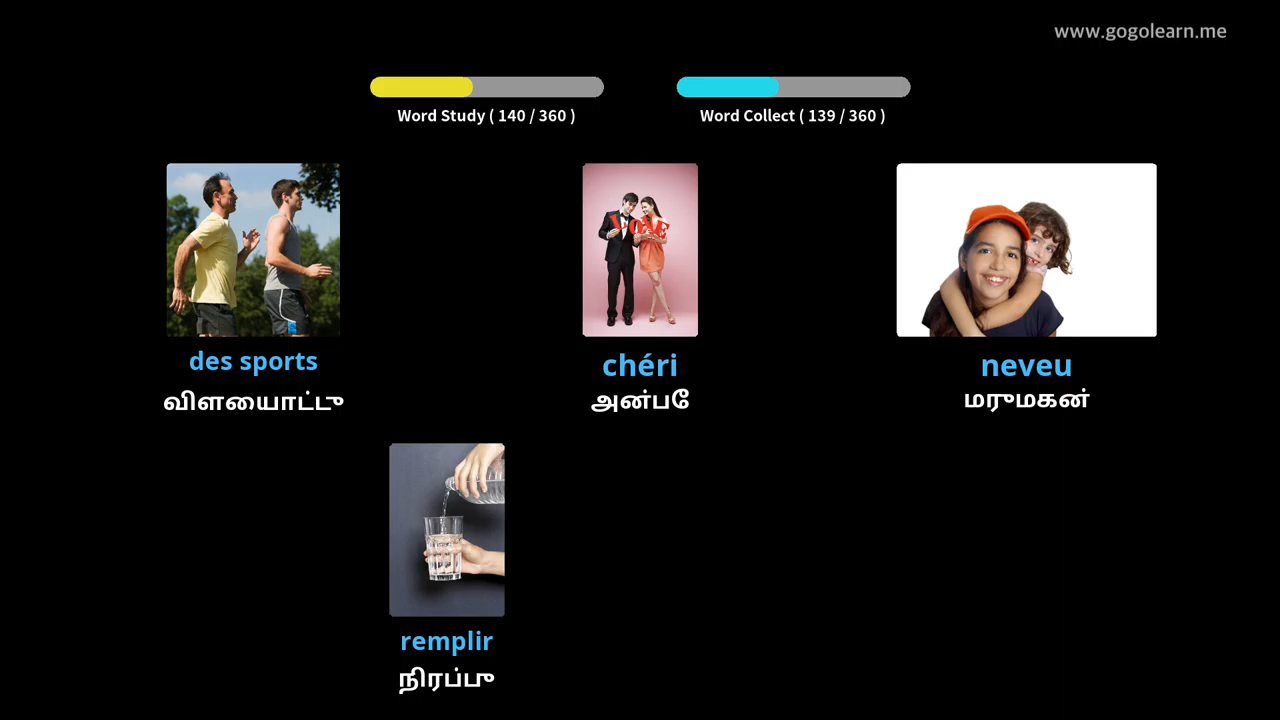 www.gogolearn.me
Word Study ( 140 / 360 )
Word Collect ( 139 / 360 )
des sports
chéri
neveu
விளையாட்டு
அன்பே
மருமகன்
remplir
நிரப்பு